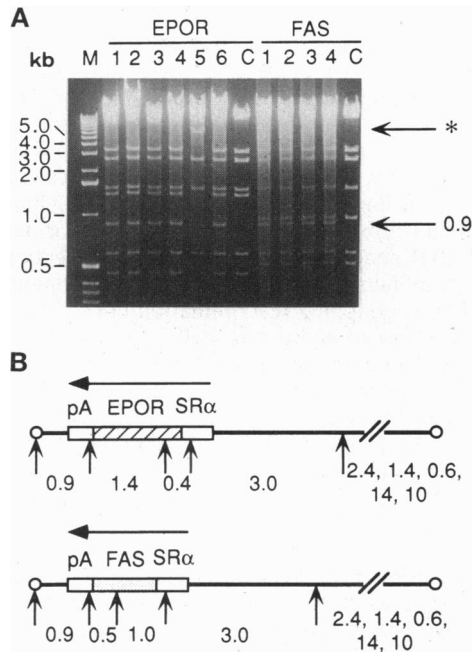 A
EPOR FAS
kb M 1 2 3 4 5 6 C 1 2 3 4 C
5.0
4.0
3.0
2.0
1.0
0.5
*
0.9
B
pA EPOR SRα
0.9 1.4 0.4 3.0 2.4, 1.4, 0.6,
14, 10
pA FAS SRα
0.9 0.5 1.0 3.0 2.4, 1.4, 0.6,
14, 10